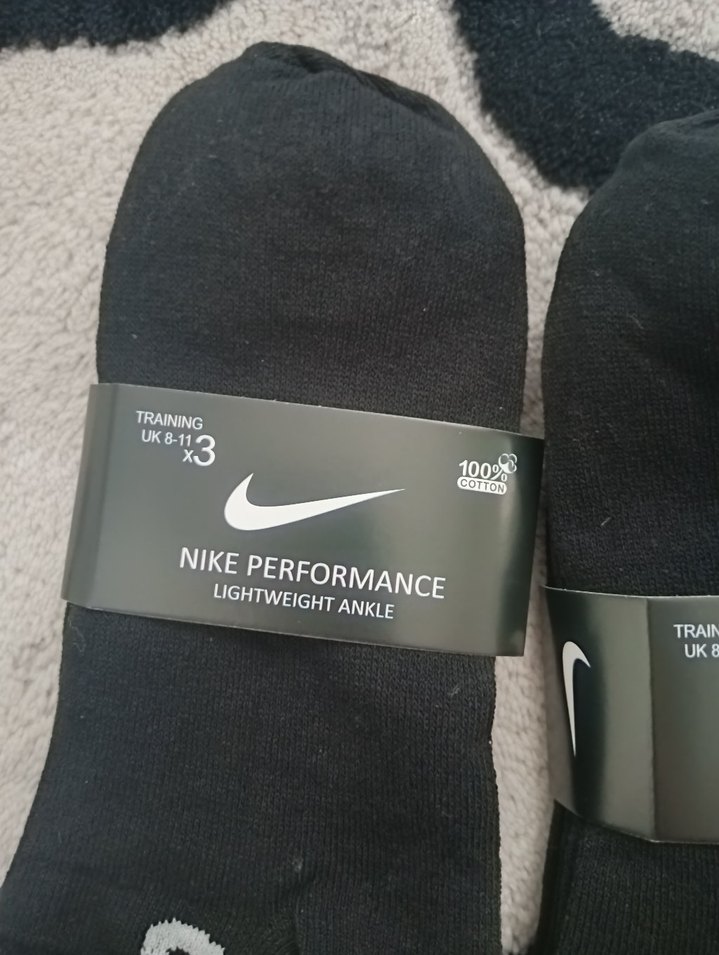 TRAINING
UK 8-11
x3
100%
COTTON
NIKE PERFORMANCE
LIGHTWEIGHT ANKLE
TRAIN
UK 8